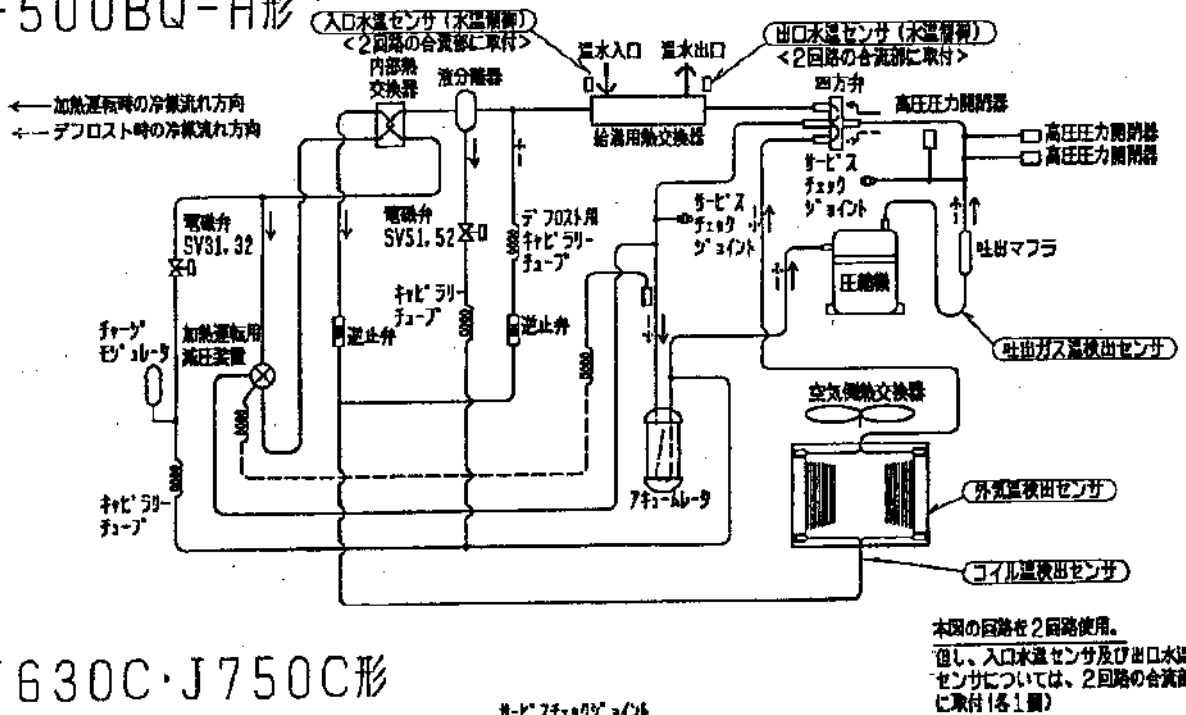 -500BQ-H形
入口水温センサ(水温制御)
<2回路の合流部に取付>
出口水温センサ(水温制御)
<2回路の合流部に取付>
温水入口
温水出口
内部熱
交換器
液分離器
四方弁
←── 加熱運転時の冷媒流れ方向
←-─ デフロスト時の冷媒流れ方向
給湯用熱交換器
高圧圧力開閉器
高圧圧力開閉器
高圧圧力開閉器
サービス
チェック
ジョイント
サービス
チェック
ジョイント
電磁弁
SV31.32
電磁弁
SV51.52
デフロスト用
キャピラリー
チューブ
吐出マフラ
圧縮機
キャピラリー
チューブ
チャージ
モジュレータ
加熱運転用
減圧装置
逆止弁
逆止弁
吐出ガス温検出センサ
空気側熱交換器
キャピラリー
チューブ
アキュームレータ
外気温検出センサ
コイル温検出センサ
本図の回路を2回路使用。
但し、入口水温センサ及び出口水温
センサについては、2回路の合流部
に取付(各1個)
630C・J750C形
サービスチェックジョイント